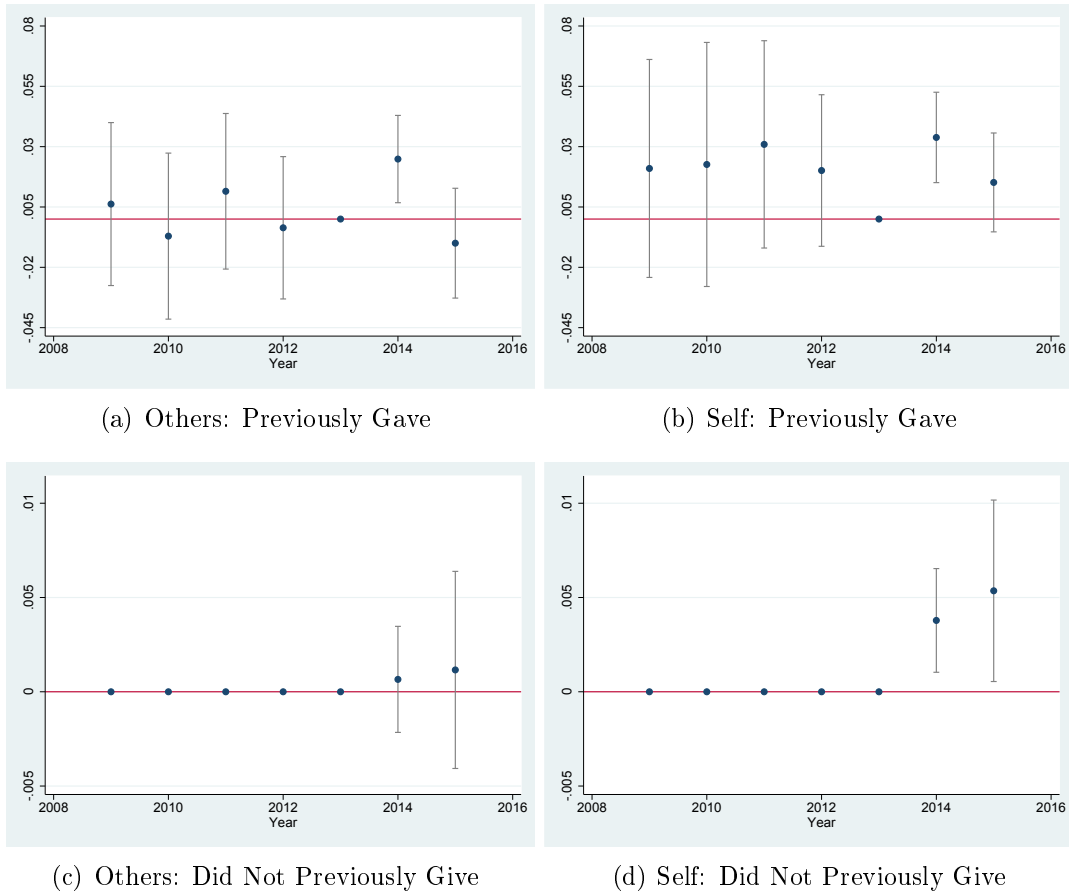 .08
.055
.03
.005
-.02
-.045
2008 2010 2012 2014 2016
Year
(a) Others: Previously Gave
.08
.055
.03
.005
-.02
-.045
2008 2010 2012 2014 2016
Year
(b) Self: Previously Gave
.01
.005
0
-.005
2008 2010 2012 2014 2016
Year
(c) Others: Did Not Previously Give
.01
.005
0
-.005
2008 2010 2012 2014 2016
Year
(d) Self: Did Not Previously Give